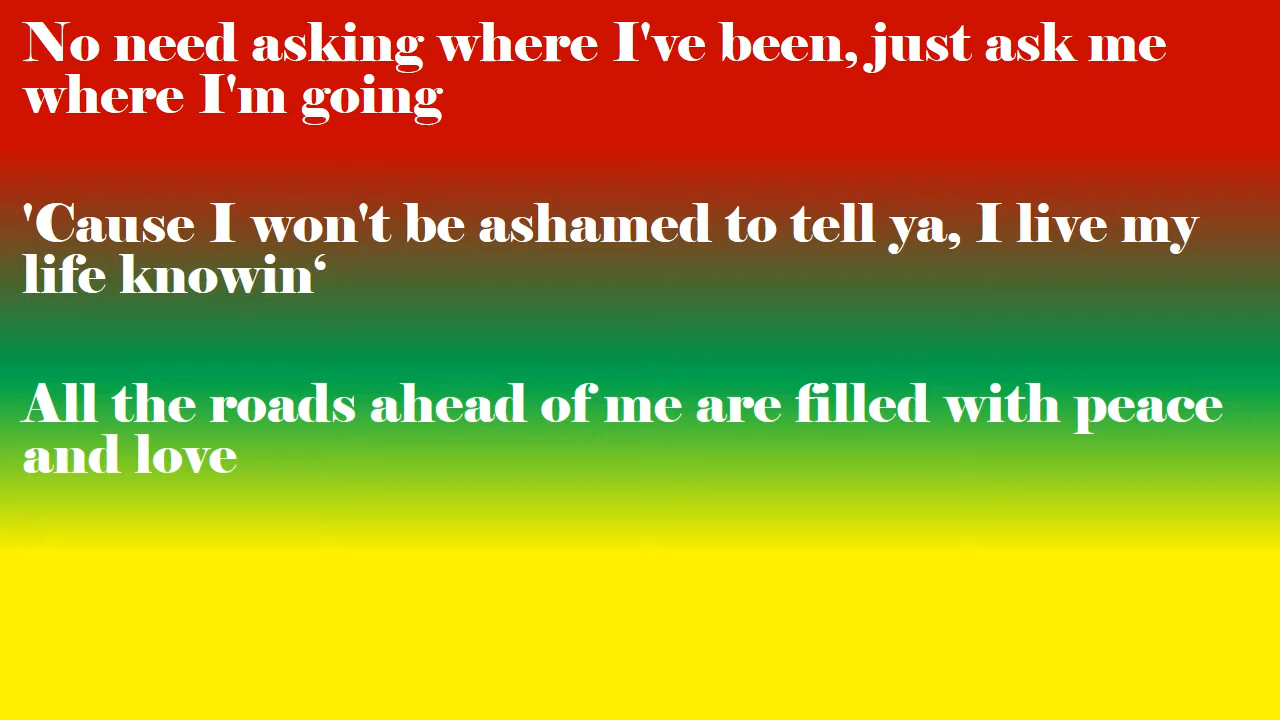 No need asking where I've been, just ask me
where I'm going
'Cause I won't be ashamed to tell ya, I live my
life knowin‘
All the roads ahead of me are filled with peace
and love